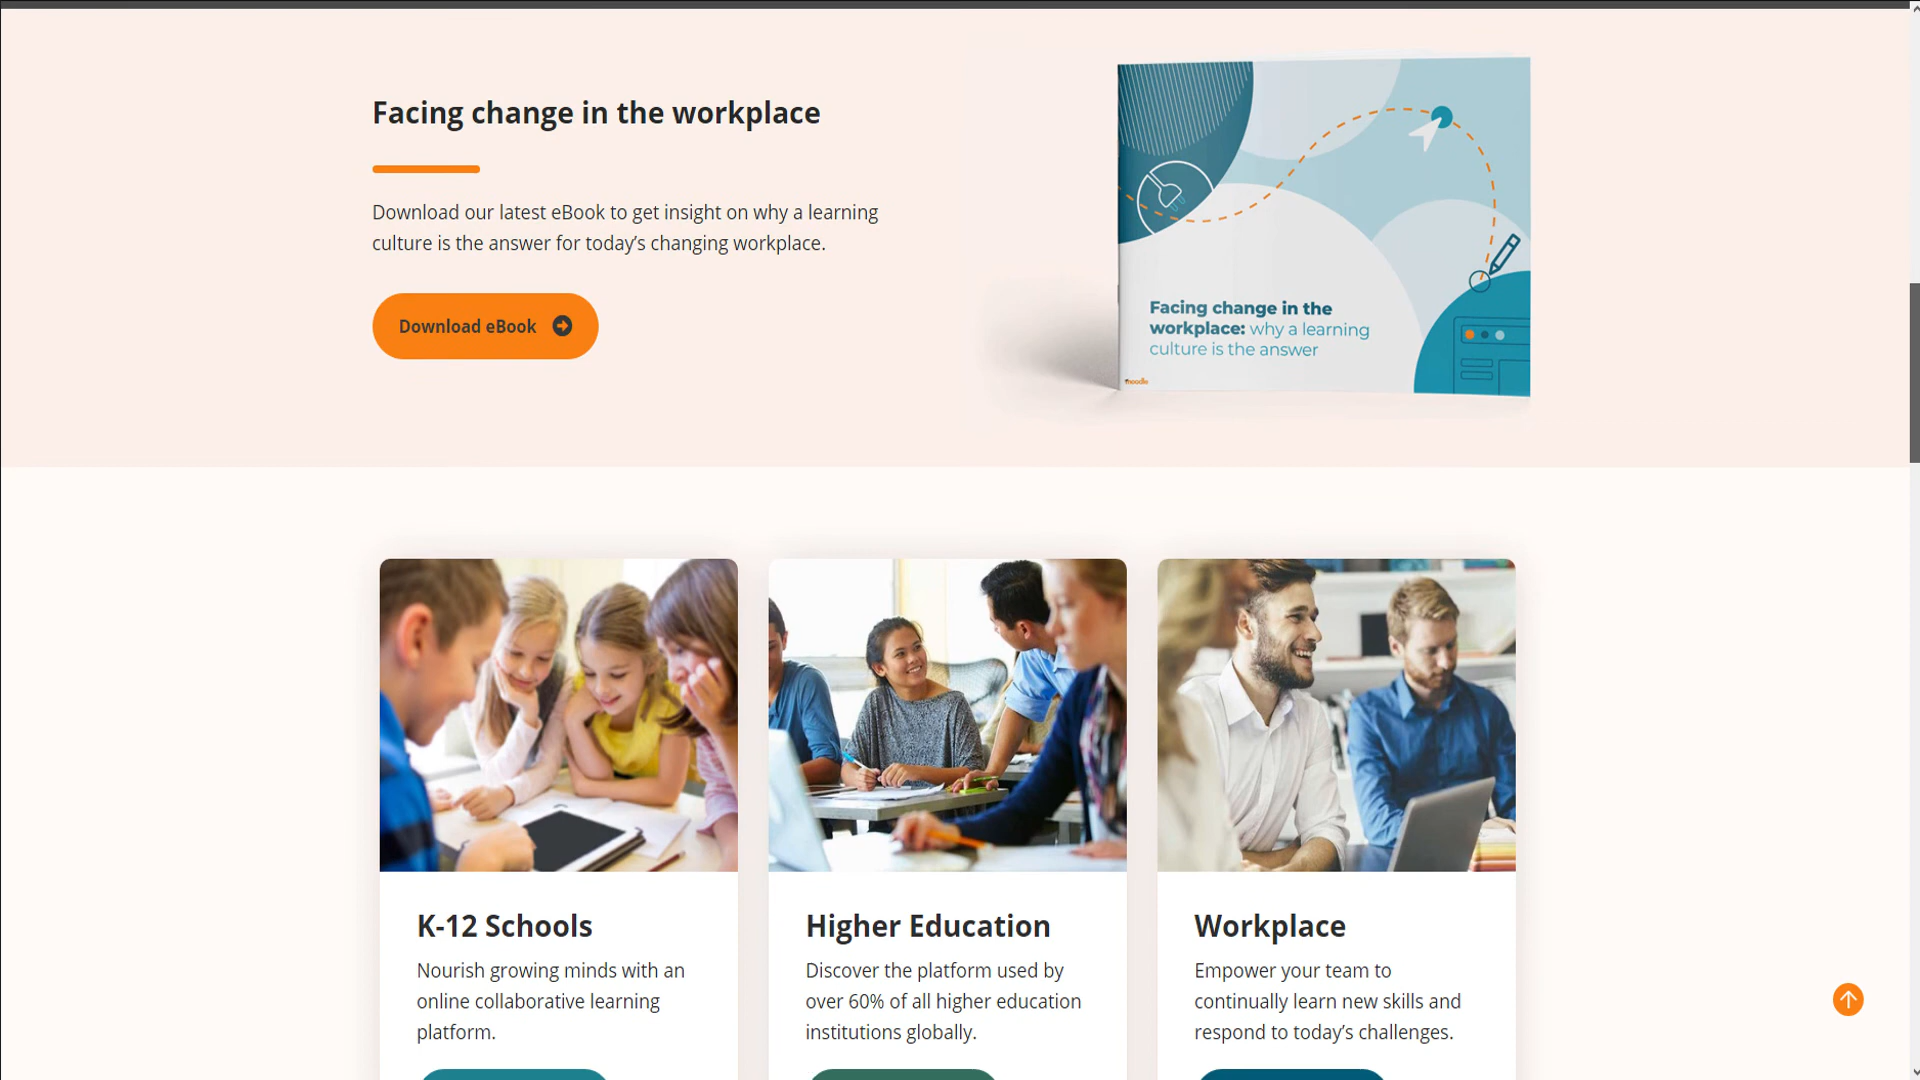 Facing change in the workplace
Download our latest eBook to get insight on why a learning
culture is the answer for today’s changing workplace.
Download eBook
Facing change in the
workplace: why a learning
culture is the answer
moodle
K-12 Schools
Nourish growing minds with an
online collaborative learning
platform.
Higher Education
Discover the platform used by
over 60% of all higher education
institutions globally.
Workplace
Empower your team to
continually learn new skills and
respond to today’s challenges.